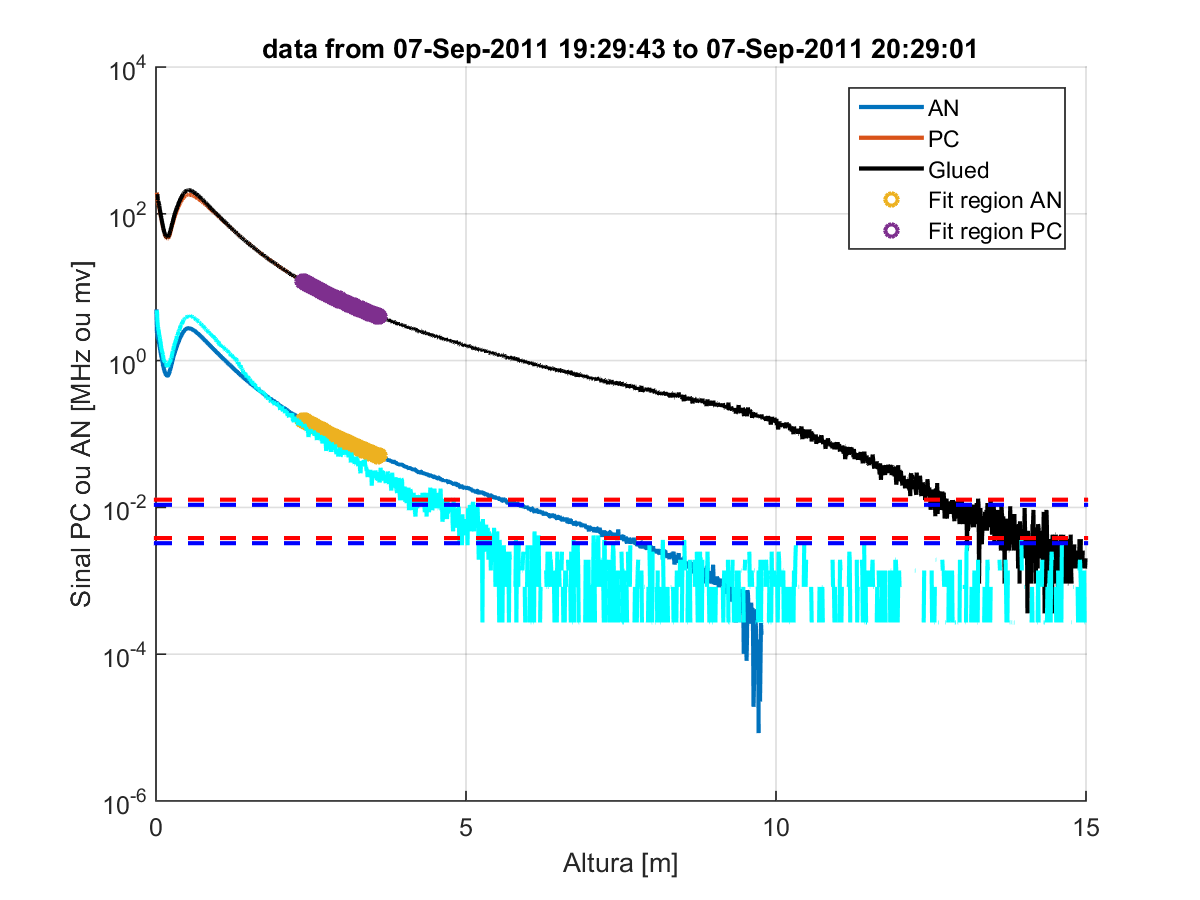 data from 07-Sep-2011 19:29:43 to 07-Sep-2011 20:29:01
Sinal PC ou AN [MHz ou mv]
10^4
10^2
10^0
10^-2
10^-4
10^-6
AN
PC
Glued
Fit region AN
Fit region PC
0 5 10 15
Altura [m]